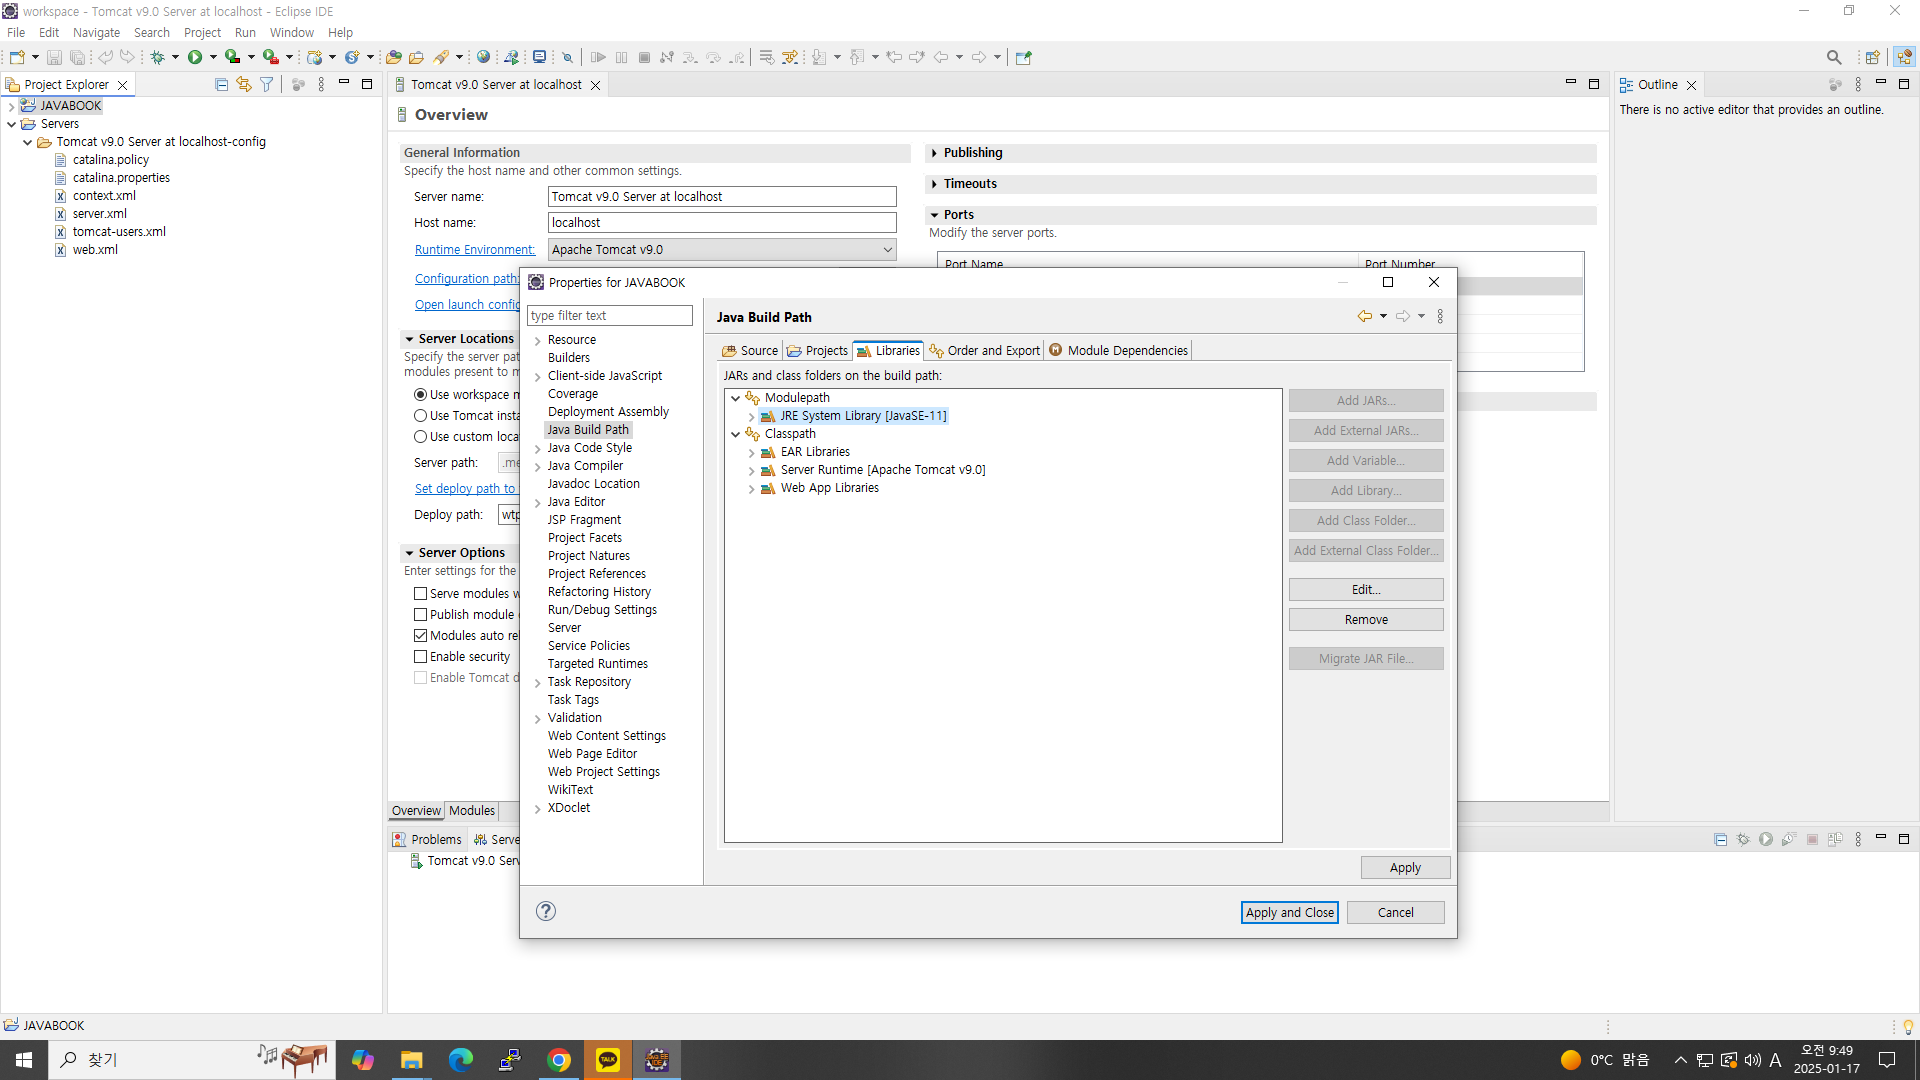 workspace - Tomcat v9.0 Server at localhost - Eclipse IDE
File Edit Navigate Search Project Run Window Help
Project Explorer
JAVABOOK
Servers
Tomcat v9.0 Server at localhost-config
catalina.policy
catalina.properties
context.xml
server.xml
tomcat-users.xml
web.xml
Tomcat v9.0 Server at localhost
Overview
General Information
Specify the host name and other common settings.
Server name: Tomcat v9.0 Server at localhost
Host name: localhost
Runtime Environment: Apache Tomcat v9.0
Configuration path:
Open launch config
Server Locations
Specify the server pat
modules present to m
Use workspace m
Use Tomcat insta
Use custom loca
Server path: .me
Set deploy path to
Deploy path: wtp
Server Options
Enter settings for the
Serve modules w
Publish module
Modules auto rel
Enable security
Enable Tomcat d
Overview Modules
Publishing
Timeouts
Ports
Modify the server ports.
Port Name Port Number
Outline
There is no active editor that provides an outline.
Properties for JAVABOOK
type filter text
Resource
Builders
Client-side JavaScript
Coverage
Deployment Assembly
Java Build Path
Java Code Style
Java Compiler
Javadoc Location
Java Editor
JSP Fragment
Project Facets
Project Natures
Project References
Refactoring History
Run/Debug Settings
Server
Service Policies
Targeted Runtimes
Task Repository
Task Tags
Validation
Web Content Settings
Web Page Editor
Web Project Settings
WikiText
XDoclet
Java Build Path
Source Projects Libraries Order and Export Module Dependencies
JARs and class folders on the build path:
Modulepath
JRE System Library [JavaSE-11]
Classpath
EAR Libraries
Server Runtime [Apache Tomcat v9.0]
Web App Libraries
Add JARs...
Add External JARs...
Add Variable...
Add Library...
Add Class Folder...
Add External Class Folder...
Edit...
Remove
Migrate JAR File...
Apply
Apply and Close Cancel
Problems Serve
Tomcat v9.0 Serv
JAVABOOK
찾기
TALK
Java EE
IDE
0°C 맑음
A
오전 9:49
2025-01-17